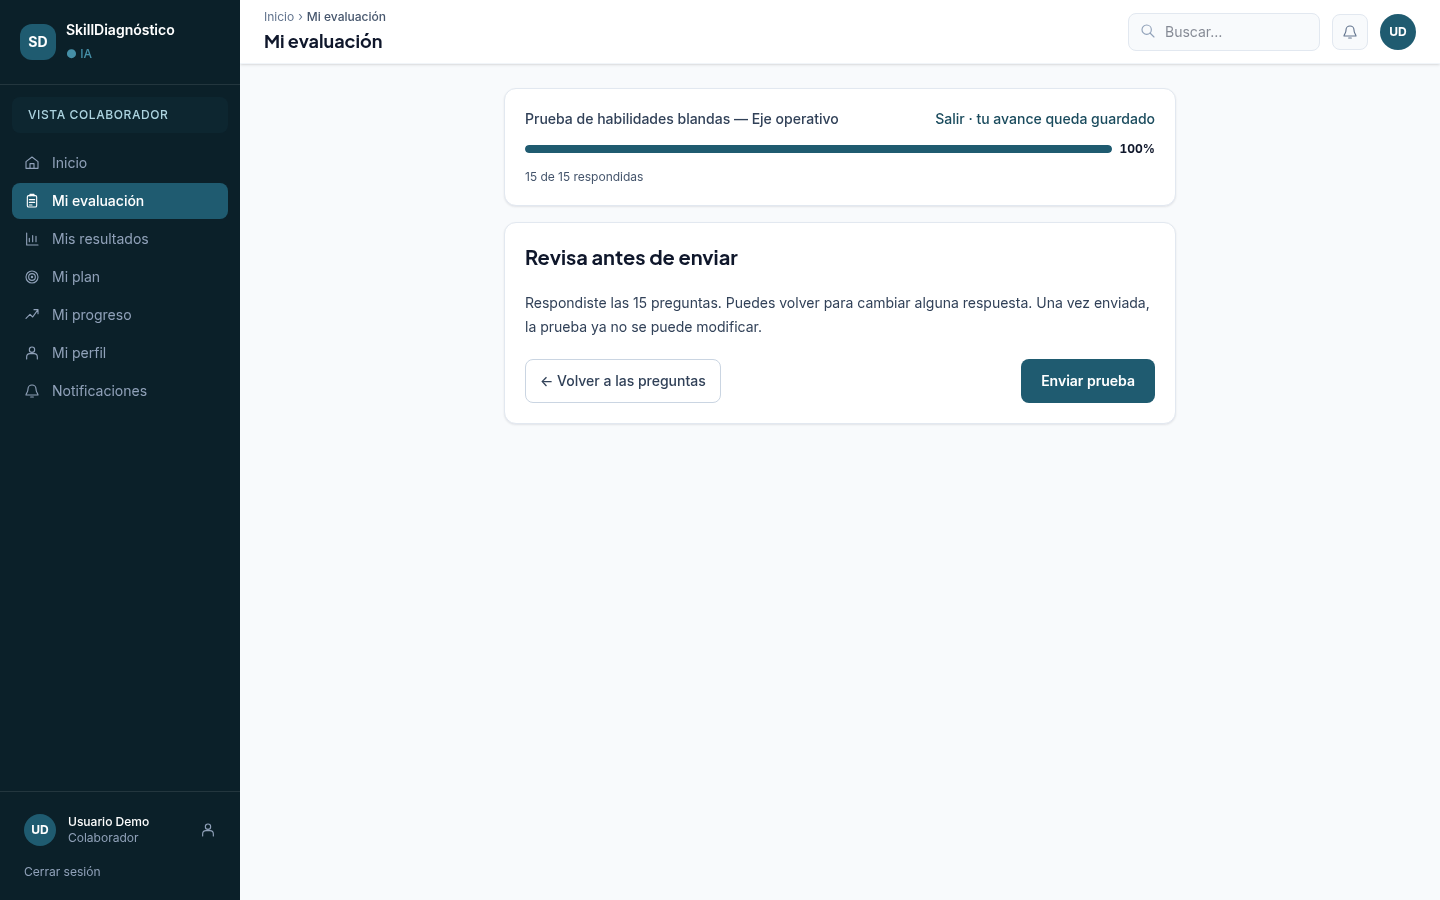 SD
SkillDiagnóstico
IA
VISTA COLABORADOR
Inicio
Mi evaluación
Mis resultados
Mi plan
Mi progreso
Mi perfil
Notificaciones
UD
Usuario Demo
Colaborador
Cerrar sesión
Inicio › Mi evaluación
Mi evaluación
Buscar...
UD
Prueba de habilidades blandas — Eje operativo
Salir · tu avance queda guardado
100%
15 de 15 respondidas
Revisa antes de enviar
Respondiste las 15 preguntas. Puedes volver para cambiar alguna respuesta. Una vez enviada,
la prueba ya no se puede modificar.
← Volver a las preguntas
Enviar prueba